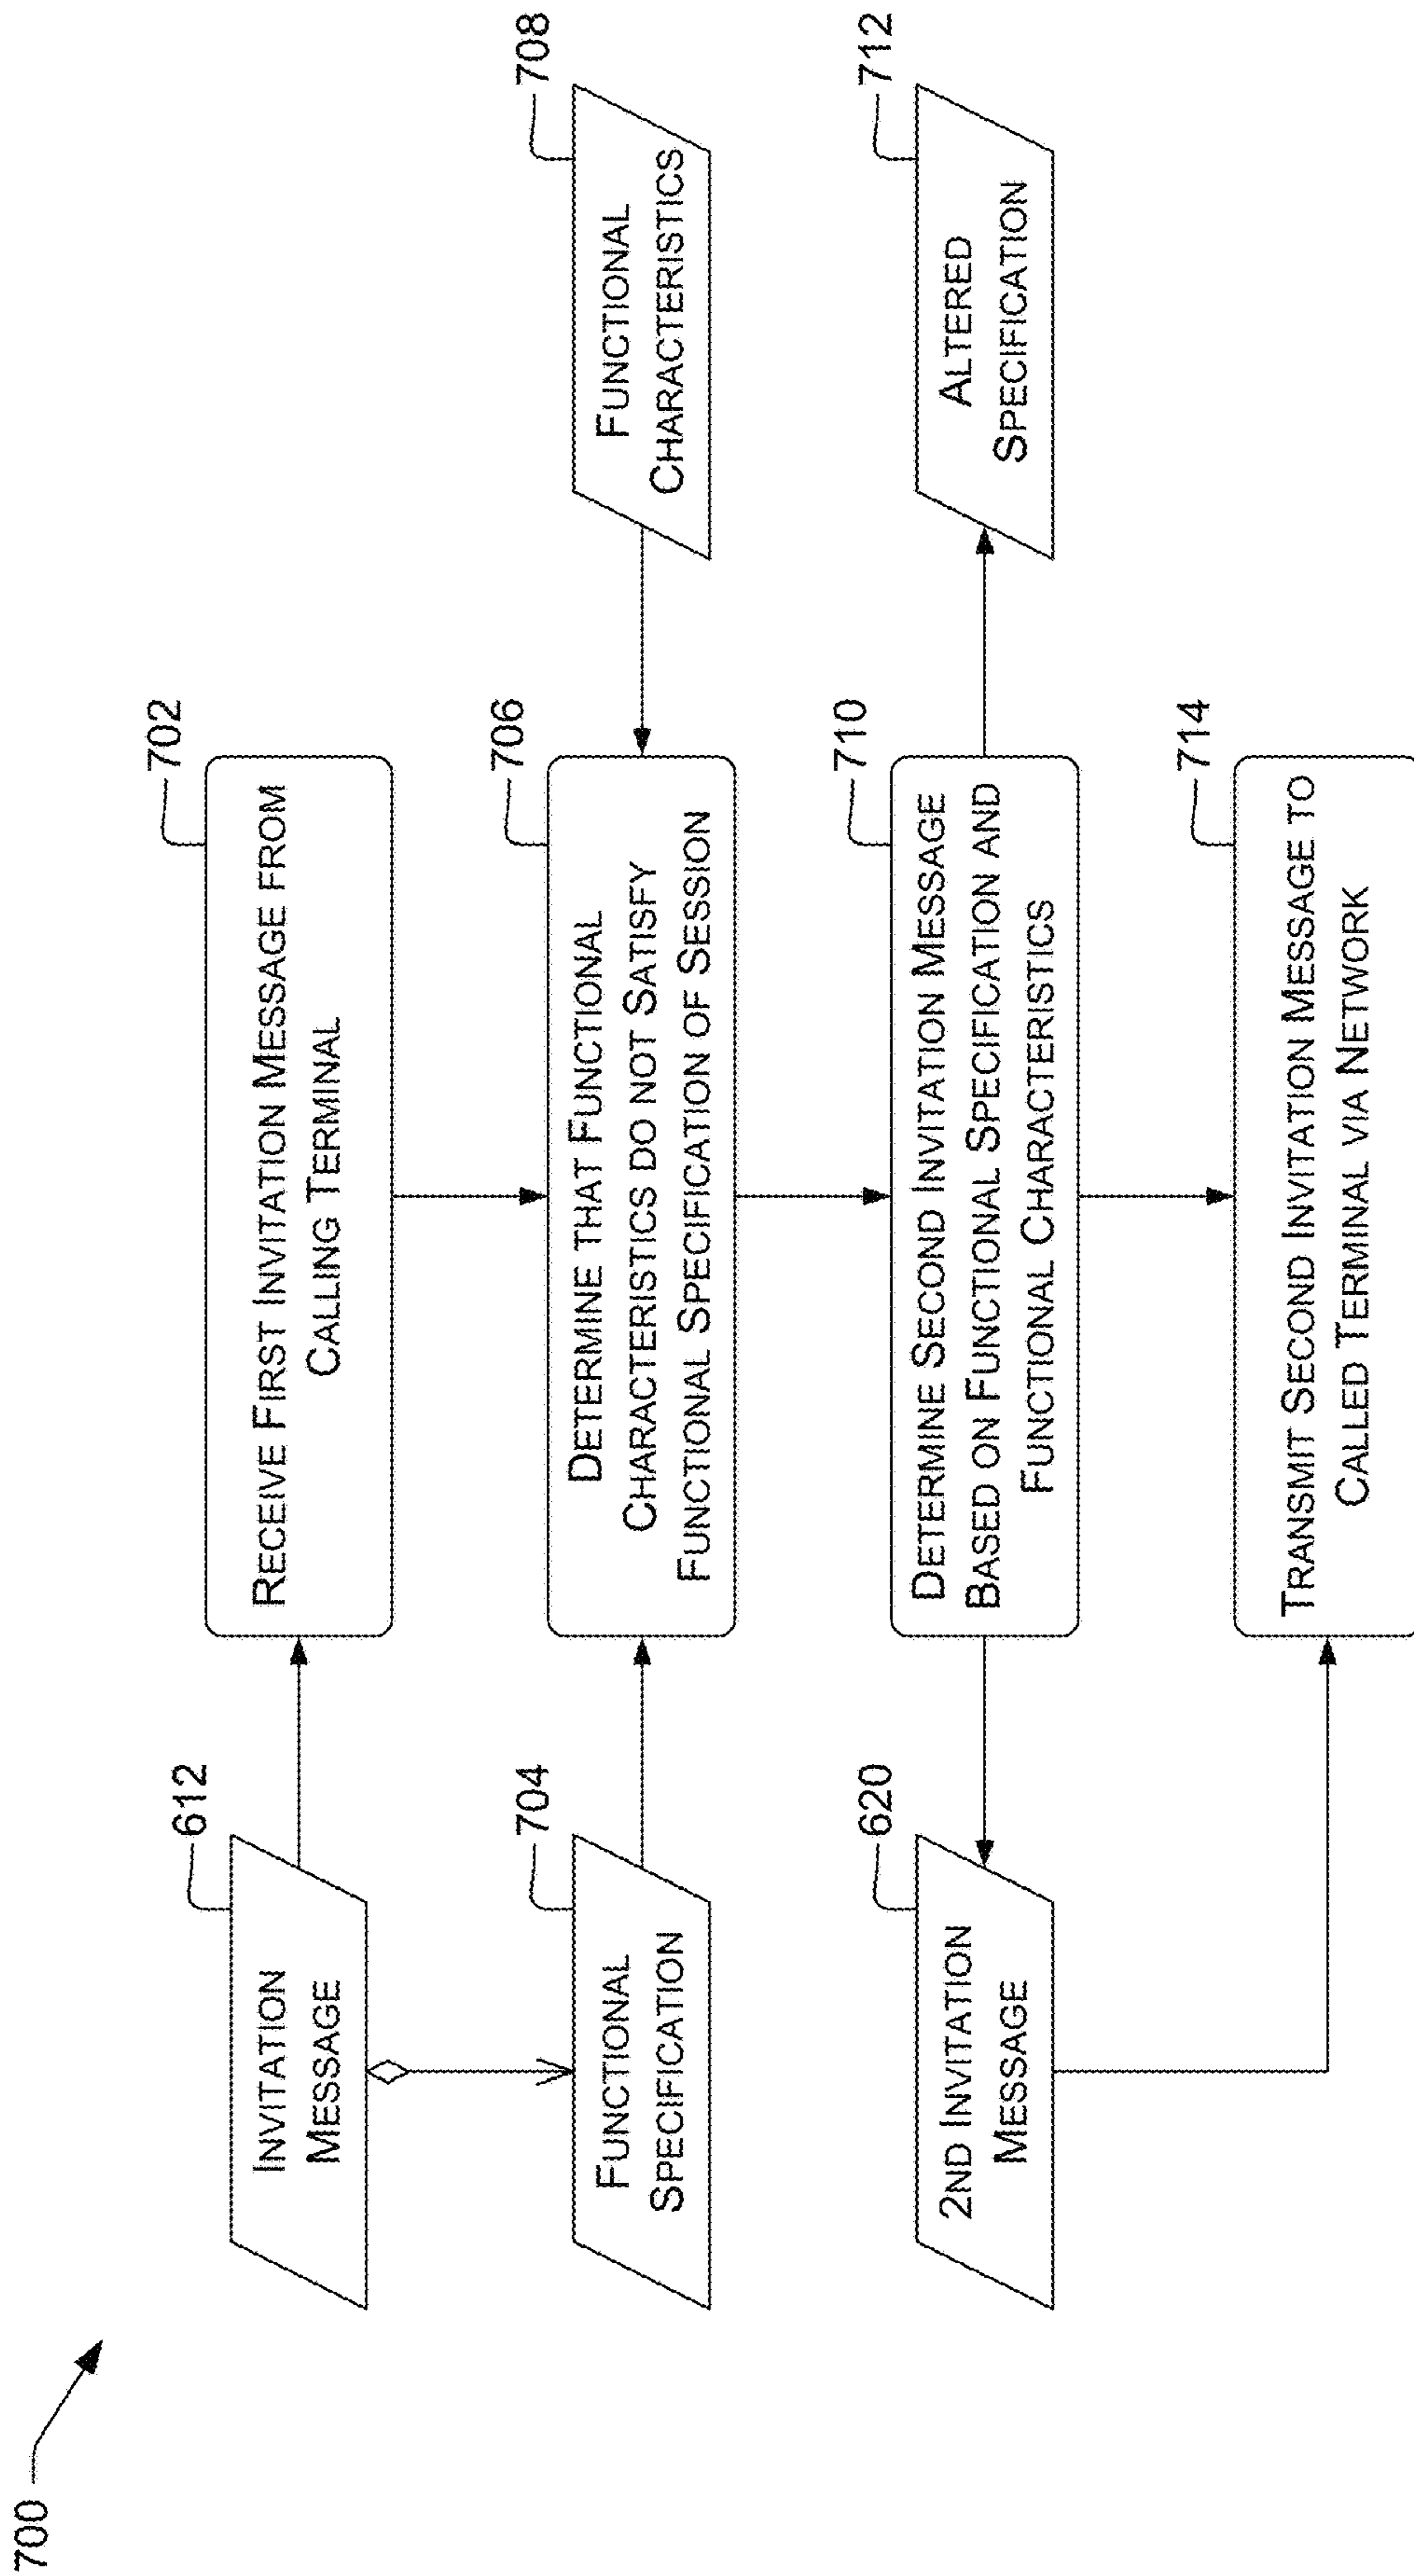 700
612
INVITATION
MESSAGE
702
RECEIVE FIRST INVITATION MESSAGE FROM
CALLING TERMINAL
704
FUNCTIONAL
SPECIFICATION
706
DETERMINE THAT FUNCTIONAL
CHARACTERISTICS DO NOT SATISFY
FUNCTIONAL SPECIFICATION OF SESSION
708
FUNCTIONAL
CHARACTERISTICS
620
2ND INVITATION
MESSAGE
710
DETERMINE SECOND INVITATION MESSAGE
BASED ON FUNCTIONAL SPECIFICATION AND
FUNCTIONAL CHARACTERISTICS
712
ALTERED
SPECIFICATION
714
TRANSMIT SECOND INVITATION MESSAGE TO
CALLED TERMINAL VIA NETWORK